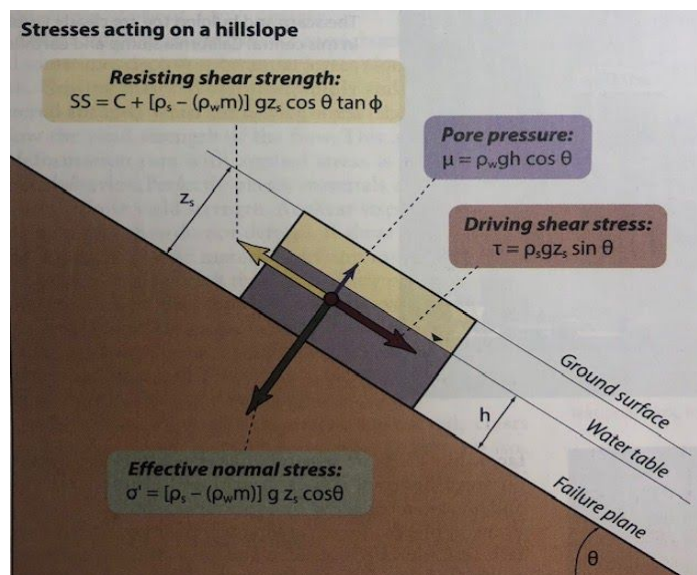 Stresses acting on a hillslope
Resisting shear strength:
SS = C + [ρₛ − (ρwm)] gzₛ cos θ tan ϕ
Pore pressure:
μ = ρwgh cos θ
Driving shear stress:
τ = ρₛgzₛ sin θ
zₛ
h
Ground surface
Water table
Failure plane
Effective normal stress:
σ' = [ρₛ − (ρwm)] g zₛ cosθ
θ